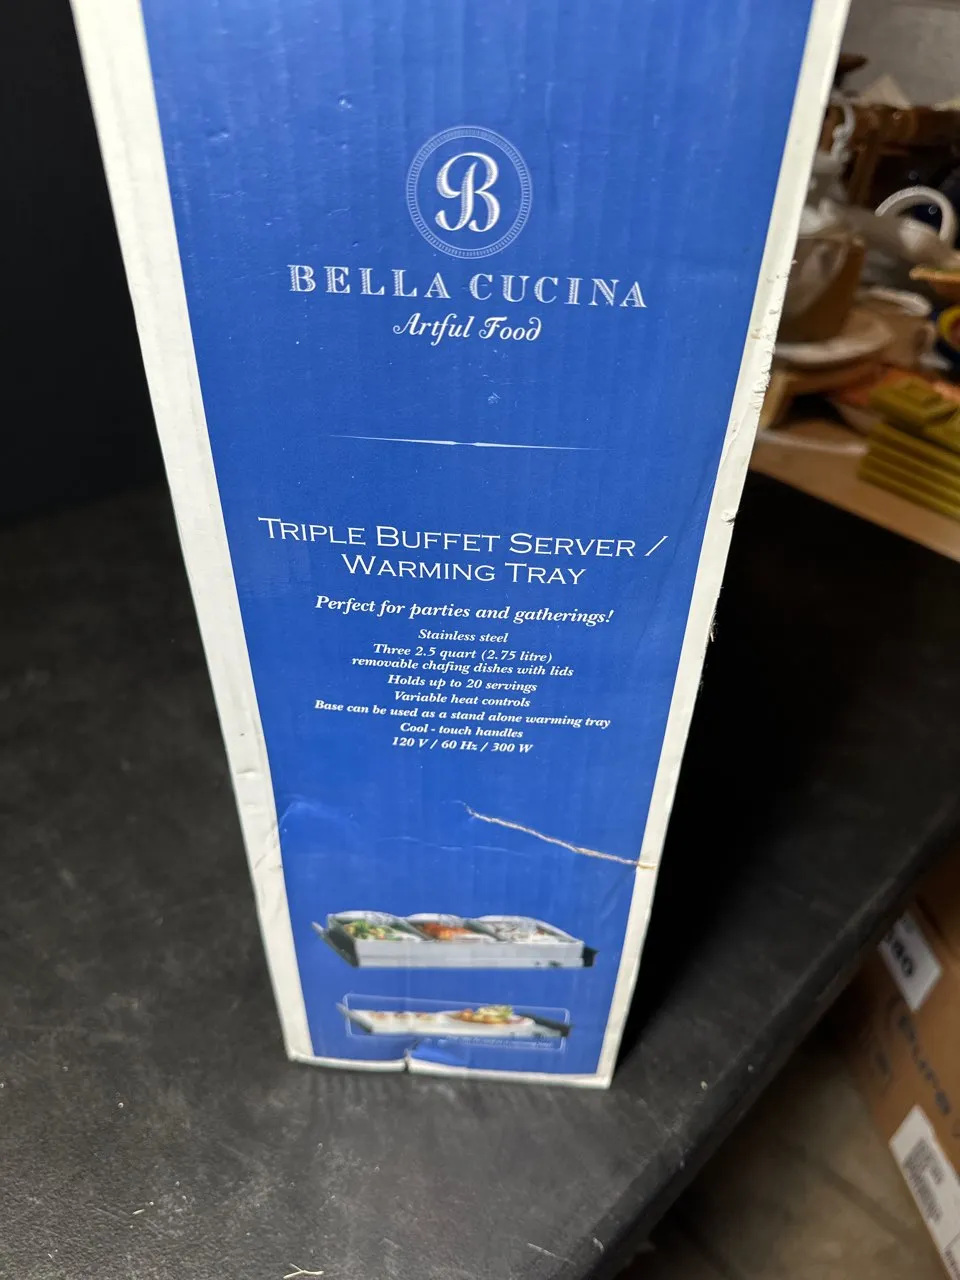 B
BELLA CUCINA
Artful Food
TRIPLE BUFFET SERVER /
WARMING TRAY
Perfect for parties and gatherings!
Stainless steel
Three 2.5 quart (2.75 litre)
removable chafing dishes with lids
Holds up to 20 servings
Variable heat controls
Base can be used as a stand alone warming tray
Cool - touch handles
120 V / 60 Hz / 300 W